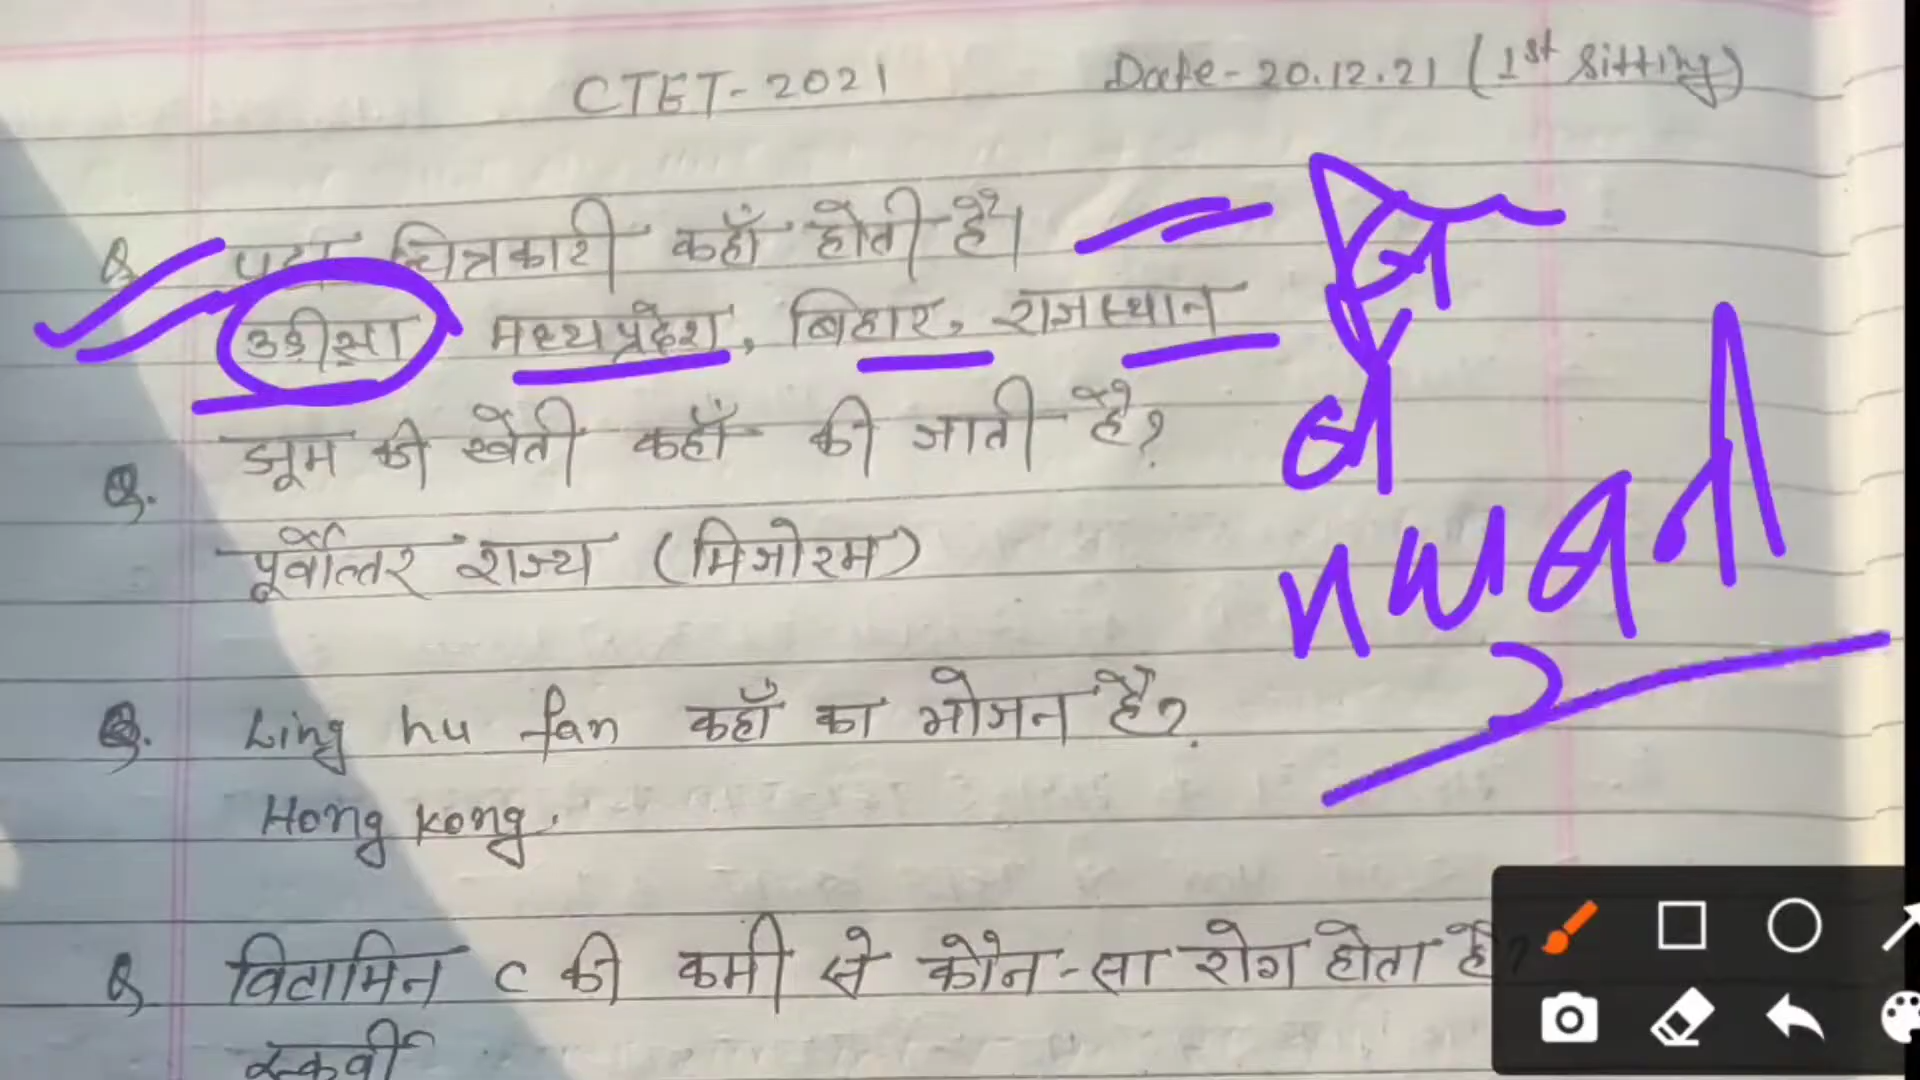 CTET-2021 Date-20.12.21 (1st Sitting)
Q चित्रकारी कहाँ होती है?
उड़ीसा मध्यप्रदेश, बिहार, राजस्थान
Q. झूम की खेती कहाँ की जाती है?
पूर्वोत्तर राज्य (मिजोरम)
Q. Ling hu fan कहाँ का भोजन है?
Hong kong.
Q विटामिन C की कमी से कौन-सा रोग होता है?
स्कर्वी